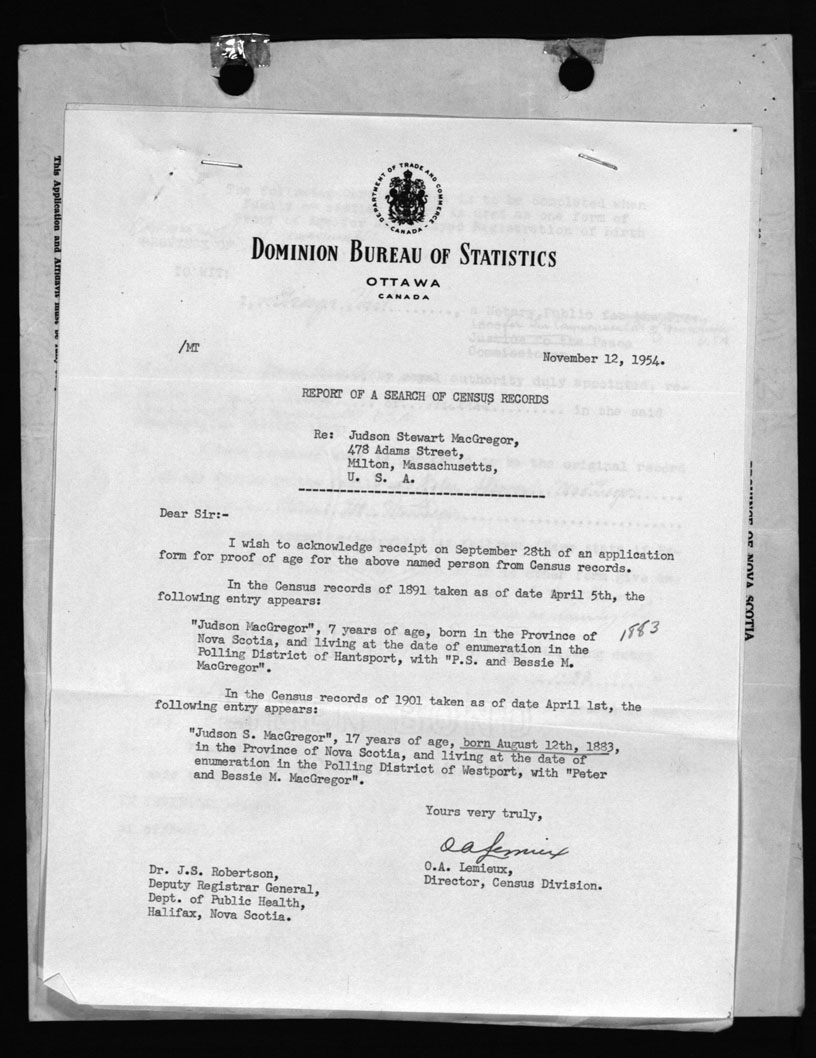 DEPARTMENT OF TRADE AND COMMERCE
- CANADA -
DOMINION BUREAU OF STATISTICS
OTTAWA
CANADA
/MT
November 12, 1954.
REPORT OF A SEARCH OF CENSUS RECORDS
Re: Judson Stewart MacGregor,
478 Adams Street,
Milton, Massachusetts,
U. S. A.
Dear Sir:-
I wish to acknowledge receipt on September 28th of an application
form for proof of age for the above named person from Census records.
In the Census records of 1891 taken as of date April 5th, the
following entry appears:
"Judson MacGregor", 7 years of age, born in the Province of
1883
Nova Scotia, and living at the date of enumeration in the
Polling District of Hantsport, with "P.S. and Bessie M.
MacGregor".
In the Census records of 1901 taken as of date April 1st, the
following entry appears:
"Judson S. MacGregor", 17 years of age, born August 12th, 1883,
in the Province of Nova Scotia, and living at the date of
enumeration in the Polling District of Westport, with "Peter
and Bessie M. MacGregor".
Yours very truly,
O A Lemieux
O.A. Lemieux,
Director, Census Division.
Dr. J.S. Robertson,
Deputy Registrar General,
Dept. of Public Health,
Halifax, Nova Scotia.
This Application and Affidavit must be
OF NOVA SCOTIA